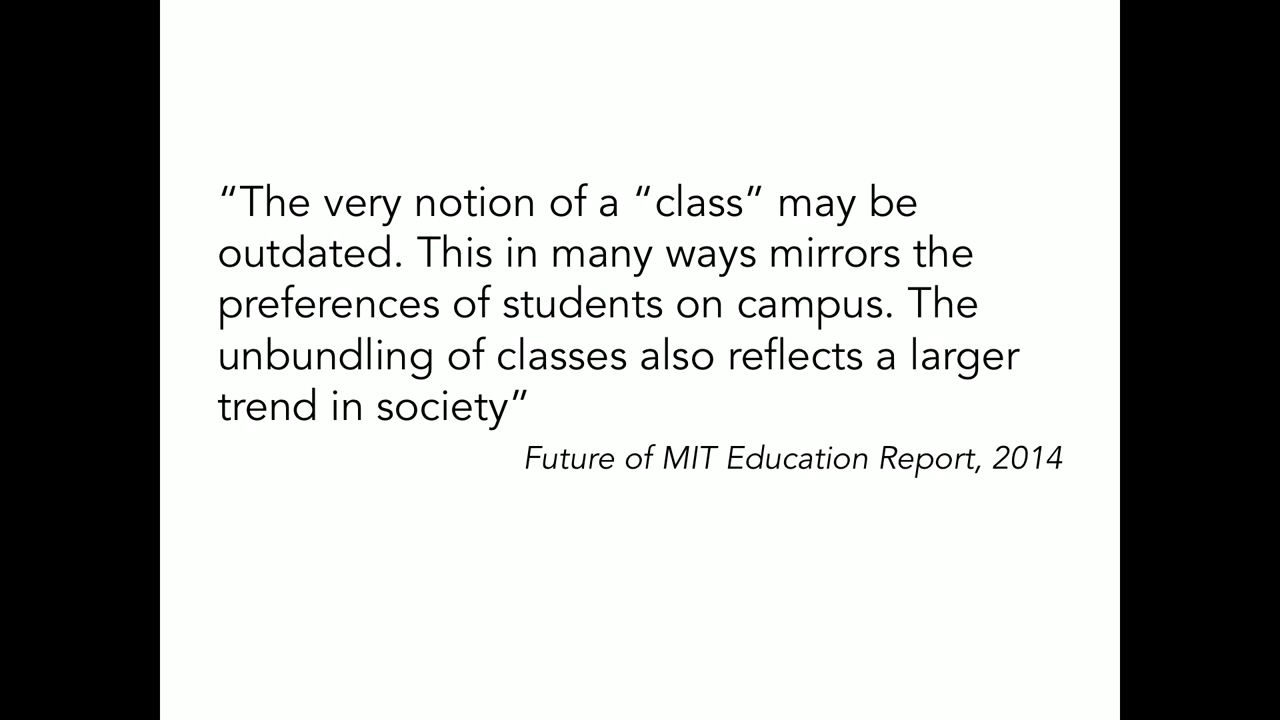 “The very notion of a “class” may be
outdated. This in many ways mirrors the
preferences of students on campus. The
unbundling of classes also reflects a larger
trend in society”
Future of MIT Education Report, 2014